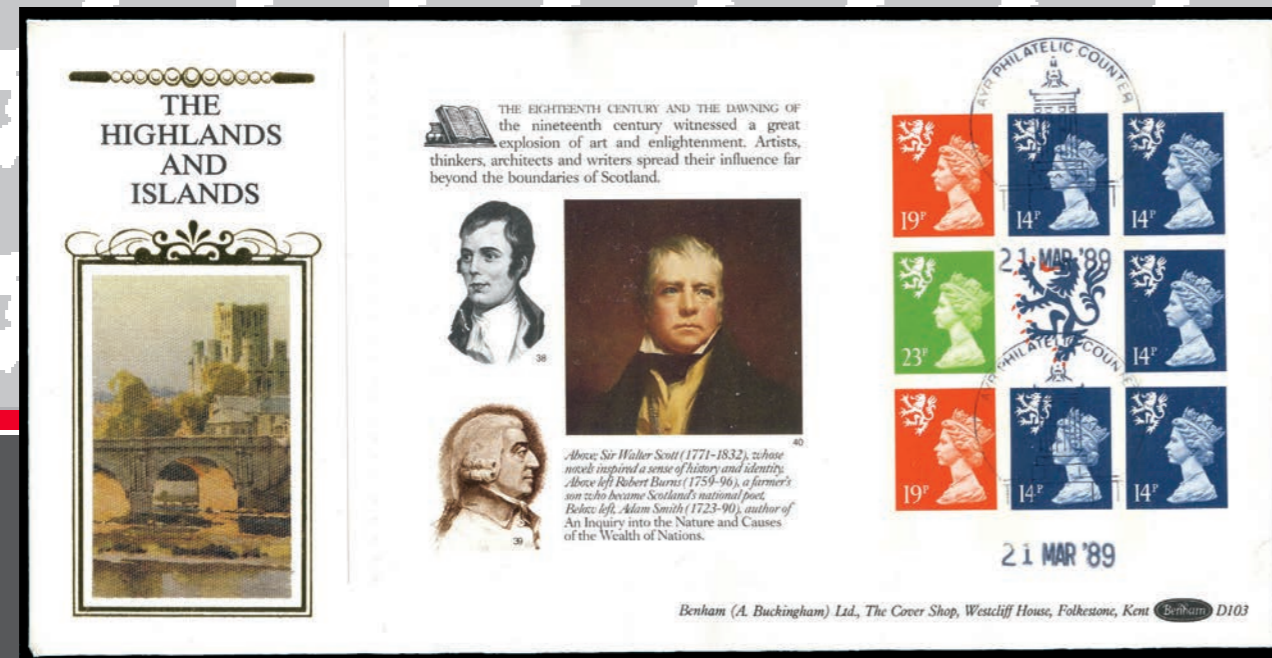 THE
HIGHLANDS
AND
ISLANDS
THE EIGHTEENTH CENTURY AND THE DAWNING OF
the nineteenth century witnessed a great
explosion of art and enlightenment. Artists,
thinkers, architects and writers spread their influence far
beyond the boundaries of Scotland.
38
40
39
Above; Sir Walter Scott (1771-1832), whose
novels inspired a sense of history and identity.
Above left Robert Burns (1759-96), a farmer's
son who became Scotland's national poet.
Below left, Adam Smith (1723-90), author of
An Inquiry into the Nature and Causes
of the Wealth of Nations.
AYR PHILATELIC COUNTER
19P 14P 14P
21 MAR '89
23P 14P
AYR PHILATELIC COUNTER
19P 14P 14P
21 MAR '89
Benham (A. Buckingham) Ltd., The Cover Shop, Westcliff House, Folkestone, Kent Benham D103